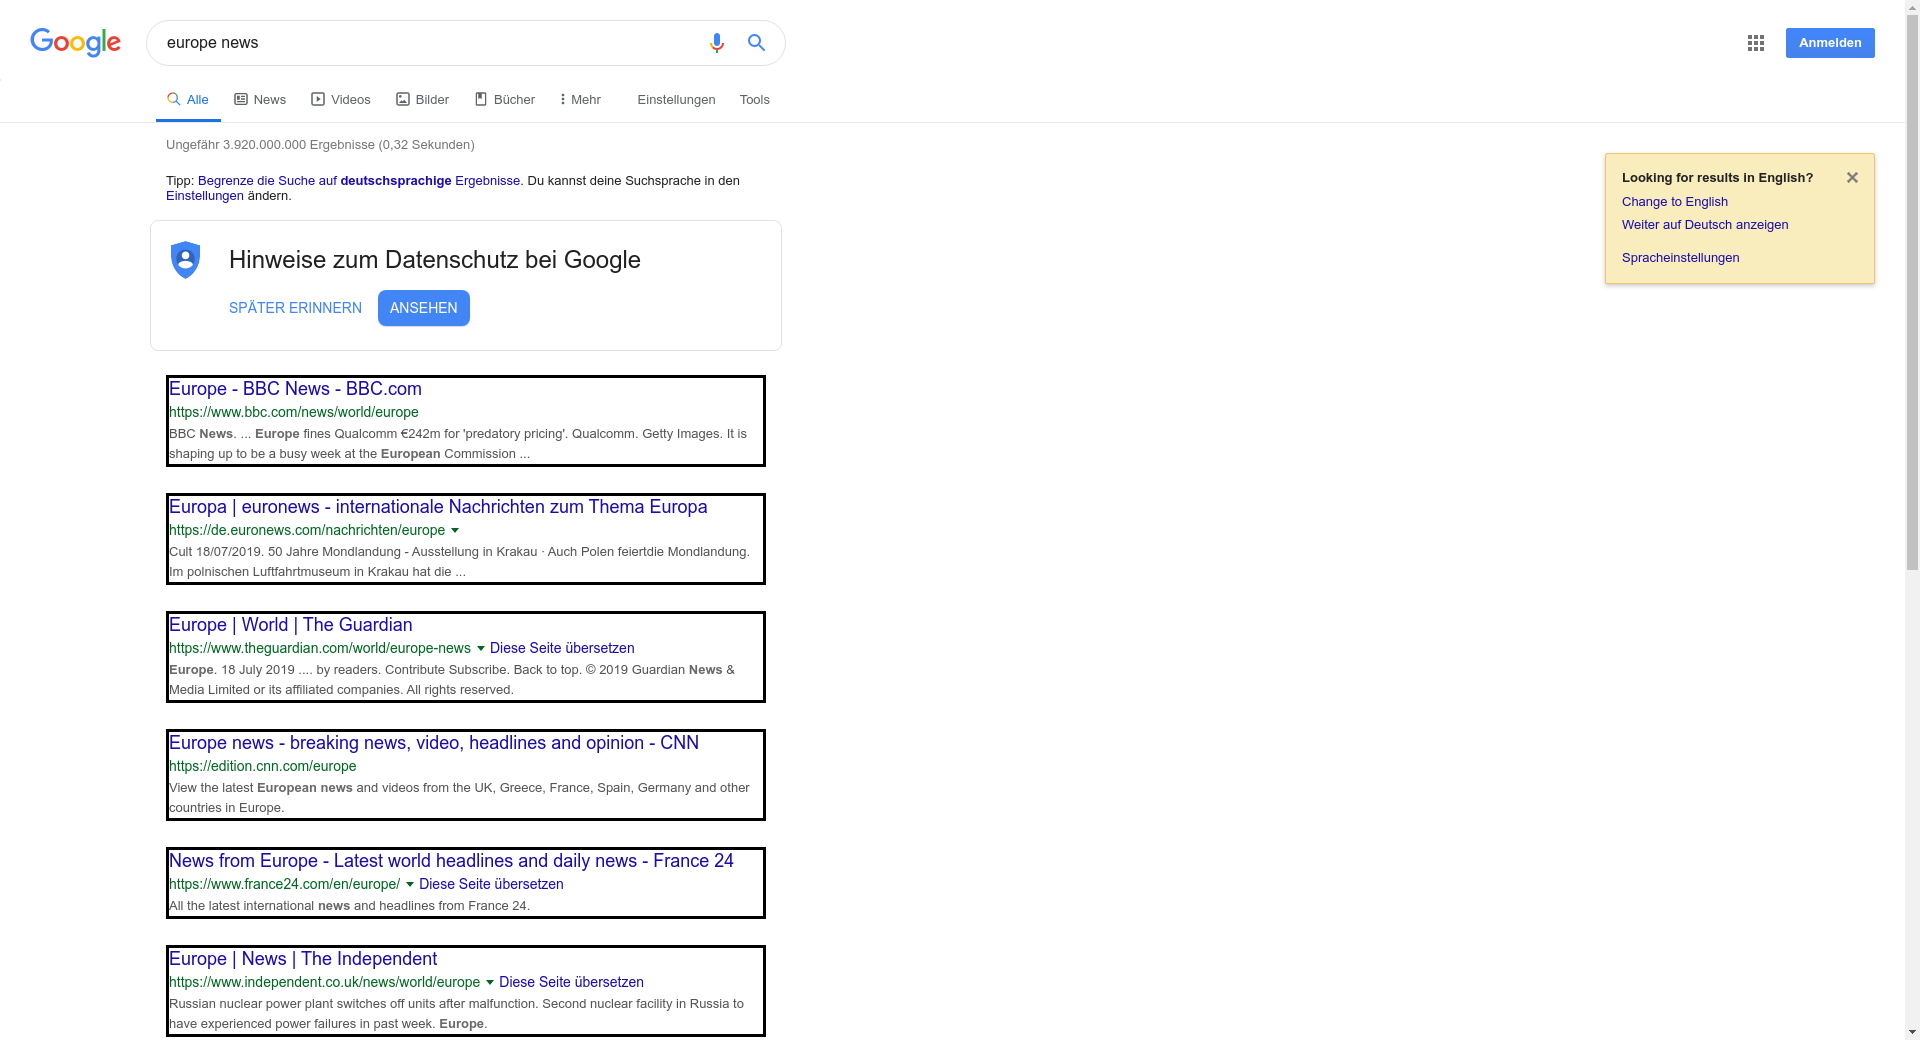 Google
europe news
Anmelden
Alle News Videos Bilder Bücher Mehr Einstellungen Tools
Ungefähr 3.920.000.000 Ergebnisse (0,32 Sekunden)
Tipp: Begrenze die Suche auf deutschsprachige Ergebnisse. Du kannst deine Suchsprache in den
Einstellungen ändern.
Looking for results in English?
Change to English
Weiter auf Deutsch anzeigen
Spracheinstellungen
Hinweise zum Datenschutz bei Google
SPÄTER ERINNERN ANSEHEN
Europe - BBC News - BBC.com
https://www.bbc.com/news/world/europe
BBC News. ... Europe fines Qualcomm €242m for 'predatory pricing'. Qualcomm. Getty Images. It is
shaping up to be a busy week at the European Commission ...
Europa | euronews - internationale Nachrichten zum Thema Europa
https://de.euronews.com/nachrichten/europe
Cult 18/07/2019. 50 Jahre Mondlandung - Ausstellung in Krakau · Auch Polen feiertdie Mondlandung.
Im polnischen Luftfahrtmuseum in Krakau hat die ...
Europe | World | The Guardian
https://www.theguardian.com/world/europe-news Diese Seite übersetzen
Europe. 18 July 2019 .... by readers. Contribute Subscribe. Back to top. © 2019 Guardian News &
Media Limited or its affiliated companies. All rights reserved.
Europe news - breaking news, video, headlines and opinion - CNN
https://edition.cnn.com/europe
View the latest European news and videos from the UK, Greece, France, Spain, Germany and other
countries in Europe.
News from Europe - Latest world headlines and daily news - France 24
https://www.france24.com/en/europe/ Diese Seite übersetzen
All the latest international news and headlines from France 24.
Europe | News | The Independent
https://www.independent.co.uk/news/world/europe Diese Seite übersetzen
Russian nuclear power plant switches off units after malfunction. Second nuclear facility in Russia to
have experienced power failures in past week. Europe.